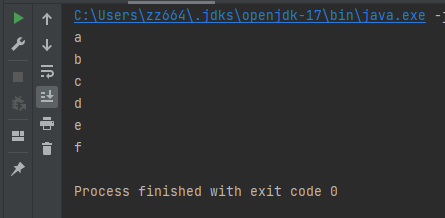 C:\Users\zz664\.jdks\openjdk-17\bin\java.exe
a
b
c
d
e
f
Process finished with exit code 0